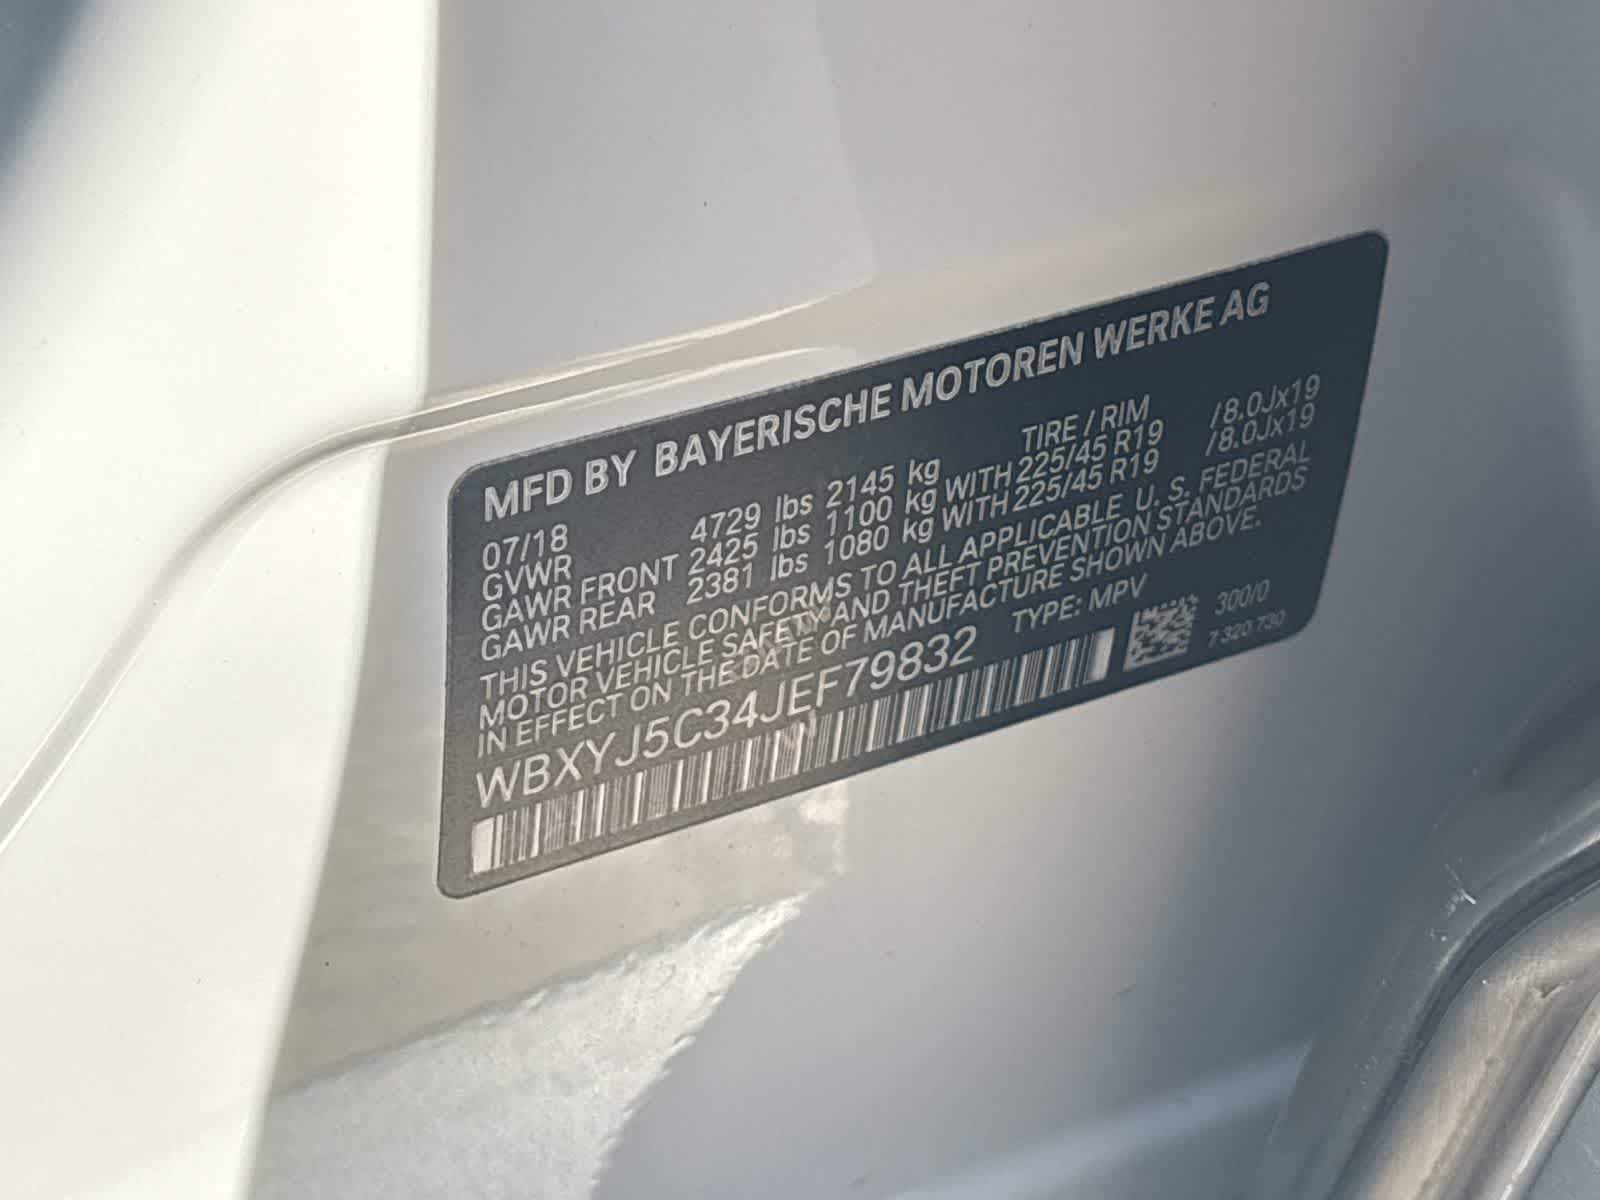 MFD BY BAYERISCHE MOTOREN WERKE AG
07/18 TIRE / RIM
GVWR 4729 lbs 2145 kg
GAWR FRONT 2425 lbs 1100 kg WITH 225/45 R19 /8.0Jx19
GAWR REAR 2381 lbs 1080 kg WITH 225/45 R19 /8.0Jx19
THIS VEHICLE CONFORMS TO ALL APPLICABLE U. S. FEDERAL
MOTOR VEHICLE SAFETY AND THEFT PREVENTION STANDARDS
IN EFFECT ON THE DATE OF MANUFACTURE SHOWN ABOVE.
WBXYJ5C34JEF79832 TYPE: MPV
300/0
7 320 730